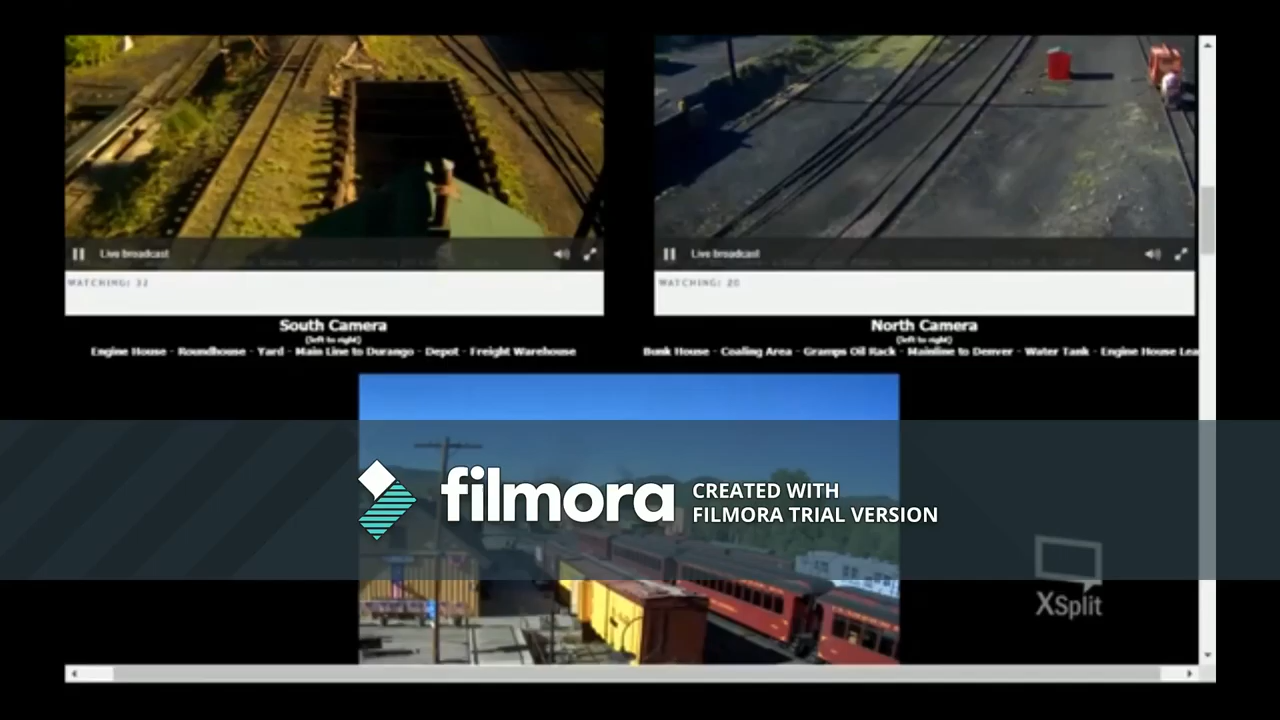 Live broadcast
Live broadcast
WATCHING: 32
WATCHING: 20
South Camera
(left to right)
Engine House - Roundhouse - Yard - Main Line to Durango - Depot - Freight Warehouse
North Camera
(left to right)
Bunk House - Coaling Area - Gramps Oil Rack - Mainline to Denver - Water Tank - Engine House Lea
filmora
CREATED WITH
FILMORA TRIAL VERSION
XSplit